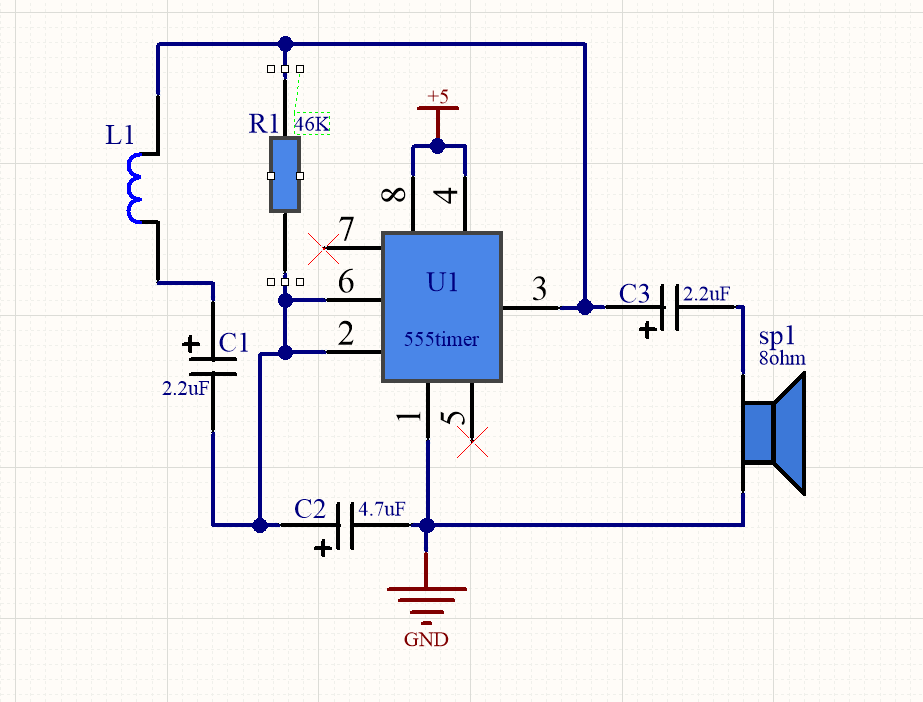 +5
L1
R1
46K
8
4
7
6
U1
3
C3
2.2uF
2
555timer
C1
sp1
8ohm
2.2uF
1
5
C2
4.7uF
GND